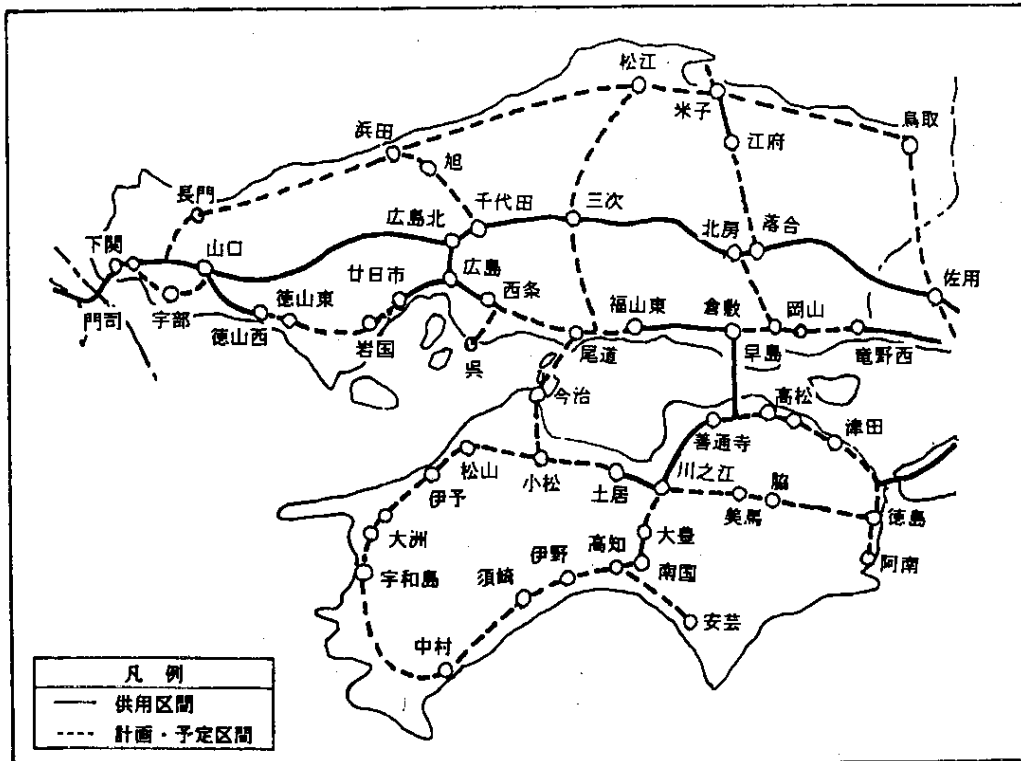 松江
米子
鳥取
江府
浜田
旭
長門
千代田
三次
広島北
北房
落合
下関
山口
廿日市
広島
西条
福山東
倉敷
岡山
佐用
門司
宇部
徳山東
徳山西
岩国
呉
尾道
早島
竜野西
今治
高松
津田
善通寺
松山
小松
土居
川之江
脇
美馬
伊予
徳島
大洲
大豊
高知
伊野
南国
阿南
宇和島
須崎
安芸
中村
凡例
供用区間
計画・予定区間